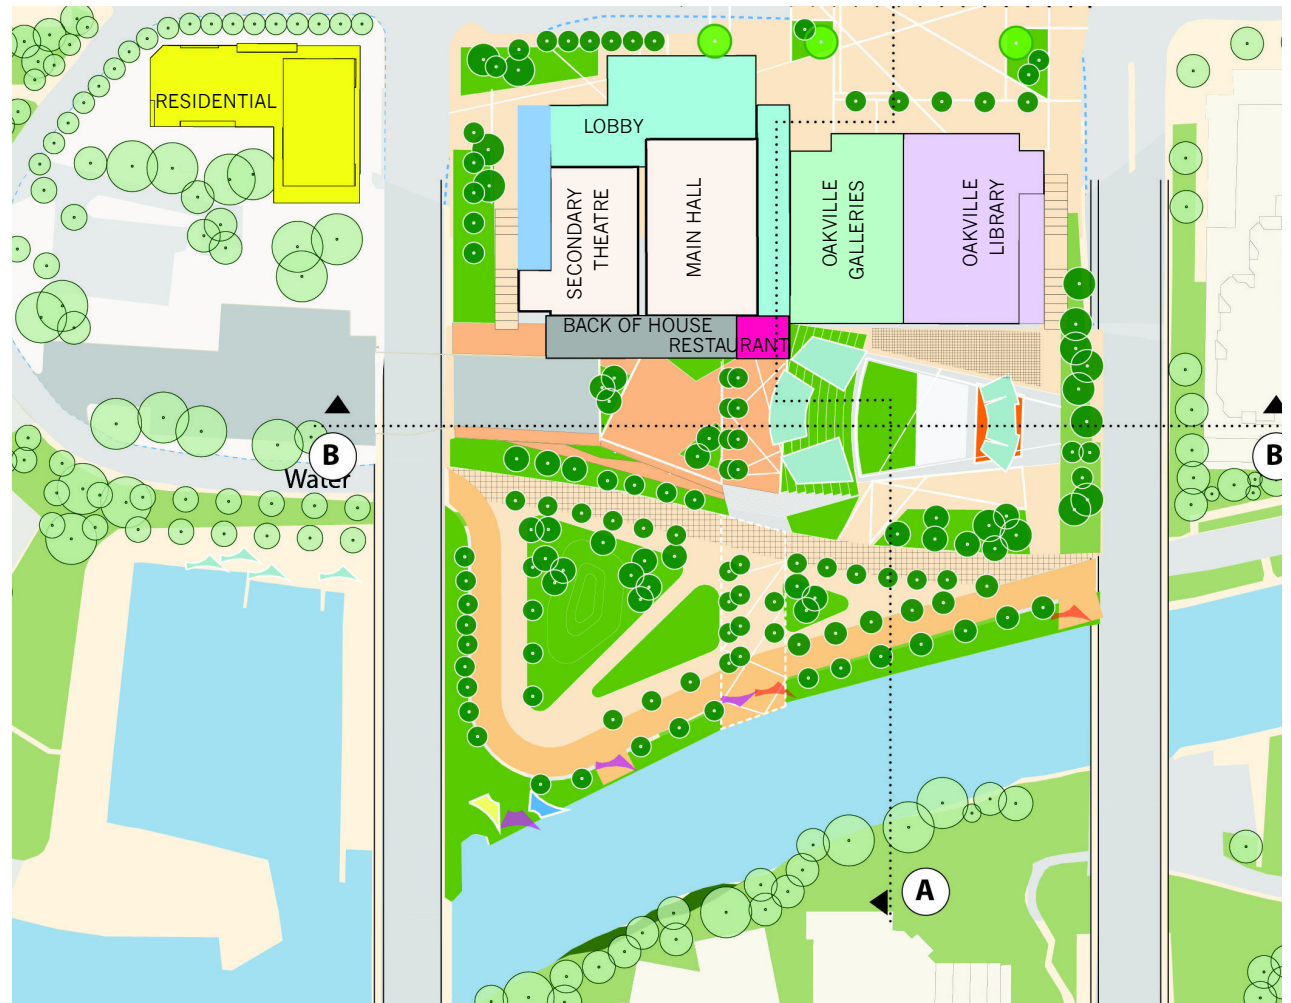 RESIDENTIAL
LOBBY
SECONDARY
THEATRE
MAIN HALL
OAKVILLE
GALLERIES
OAKVILLE
LIBRARY
BACK OF HOUSE
RESTAURANT
B
B
Water
A